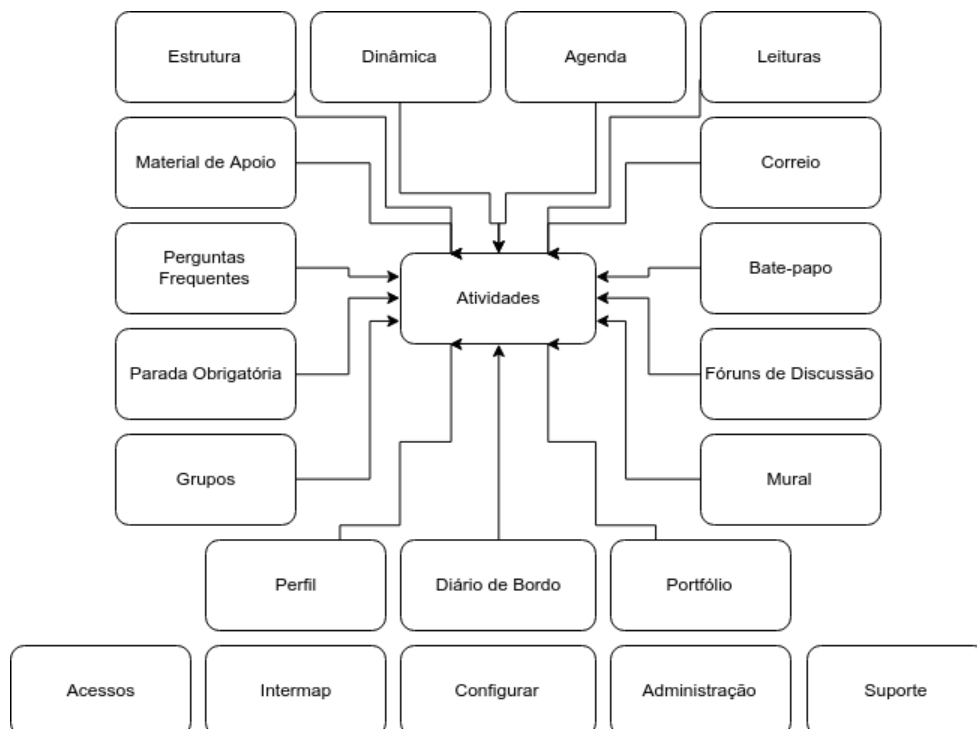 Estrutura
Dinâmica
Agenda
Leituras
Material de Apoio
Correio
Perguntas
Frequentes
Bate-papo
Atividades
Parada Obrigatória
Fóruns de Discussão
Grupos
Mural
Perfil
Diário de Bordo
Portfólio
Acessos
Intermap
Configurar
Administração
Suporte